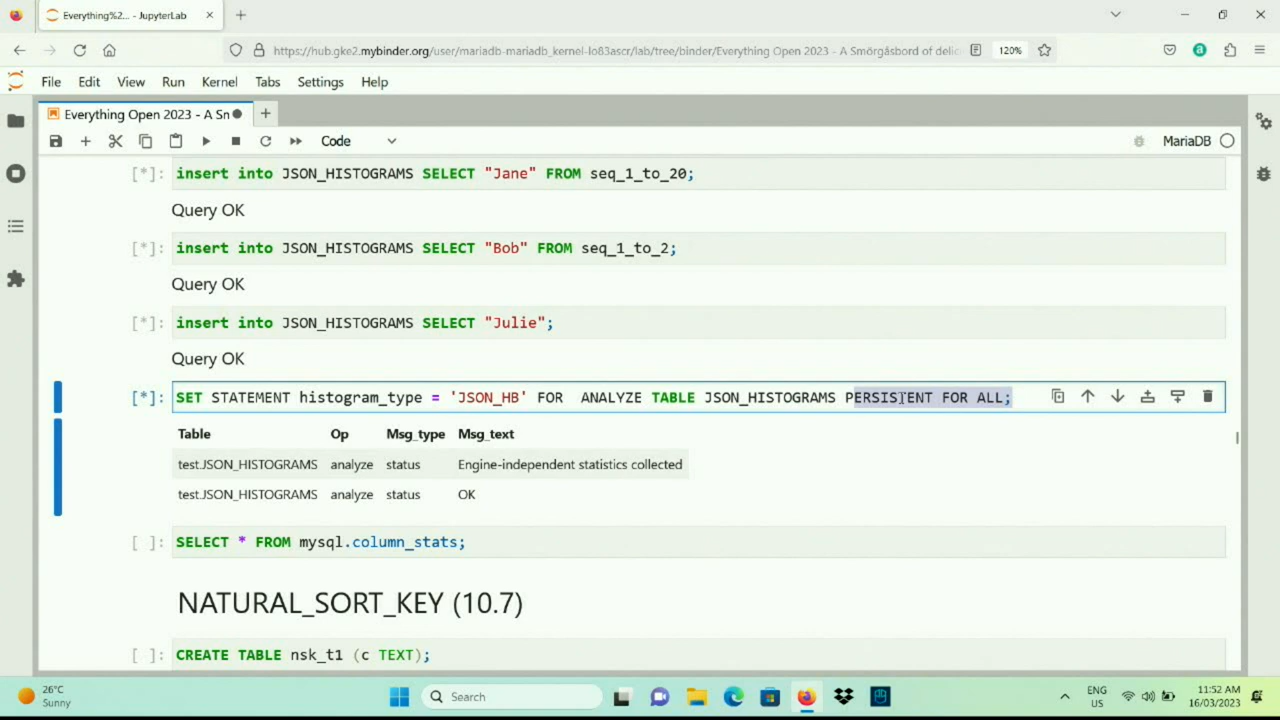 Everything%2... - JupyterLab
https://hub.gke2.mybinder.org/user/mariadb-mariadb_kernel-lo83ascr/lab/tree/binder/Everything Open 2023 - A Smörgåsbord of delic
120%
File Edit View Run Kernel Tabs Settings Help
Everything Open 2023 - A Sn
Code
MariaDB
[*]: insert into JSON_HISTOGRAMS SELECT "Jane" FROM seq_1_to_20;
Query OK
[*]: insert into JSON_HISTOGRAMS SELECT "Bob" FROM seq_1_to_2;
Query OK
[*]: insert into JSON_HISTOGRAMS SELECT "Julie";
Query OK
[*]: SET STATEMENT histogram_type = 'JSON_HB' FOR ANALYZE TABLE JSON_HISTOGRAMS PERSISTENT FOR ALL;
Table Op Msg_type Msg_text
test.JSON_HISTOGRAMS analyze status Engine-independent statistics collected
test.JSON_HISTOGRAMS analyze status OK
[ ]: SELECT * FROM mysql.column_stats;
NATURAL_SORT_KEY (10.7)
[ ]: CREATE TABLE nsk_t1 (c TEXT);
26°C
Sunny
Search
ENG
US
11:52 AM
16/03/2023